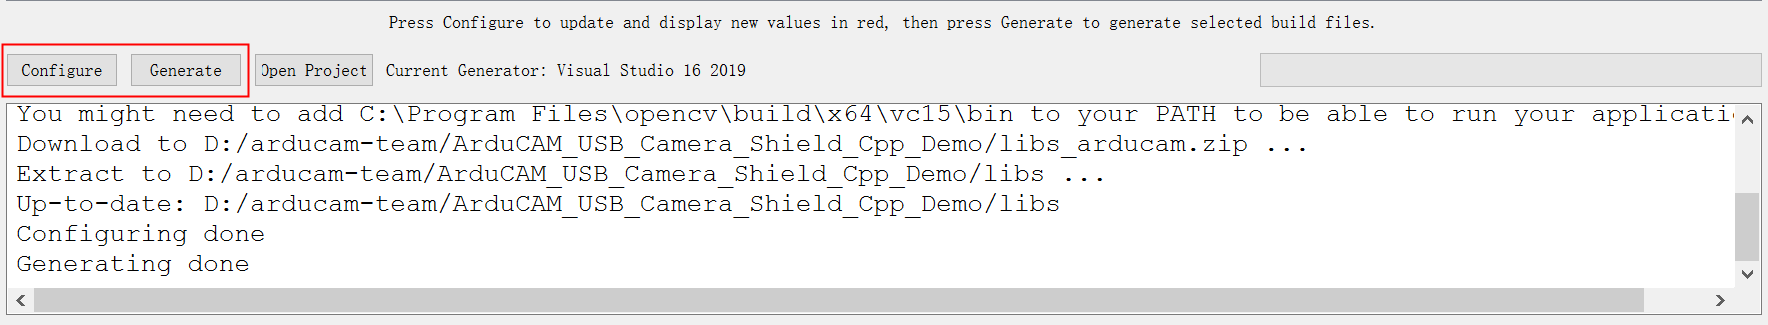 Press Configure to update and display new values in red, then press Generate to generate selected build files.
Configure Generate Open Project Current Generator: Visual Studio 16 2019
You might need to add C:\Program Files\opencv\build\x64\vc15\bin to your PATH to be able to run your applicati
Download to D:/arducam-team/ArduCAM_USB_Camera_Shield_Cpp_Demo/libs_arducam.zip ...
Extract to D:/arducam-team/ArduCAM_USB_Camera_Shield_Cpp_Demo/libs ...
Up-to-date: D:/arducam-team/ArduCAM_USB_Camera_Shield_Cpp_Demo/libs
Configuring done
Generating done